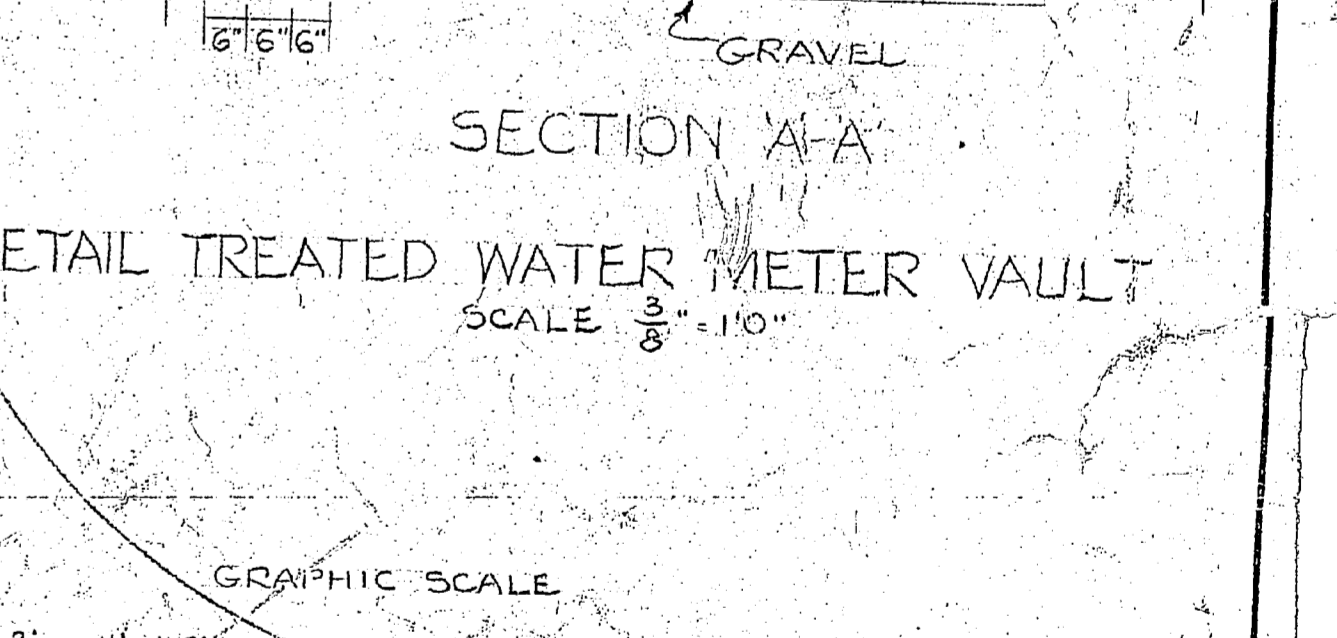 6" 6" 6"
GRAVEL
SECTION 'A-A'
ETAIL TREATED WATER METER VAULT
SCALE 3/8" = 1'0"
GRAPHIC SCALE